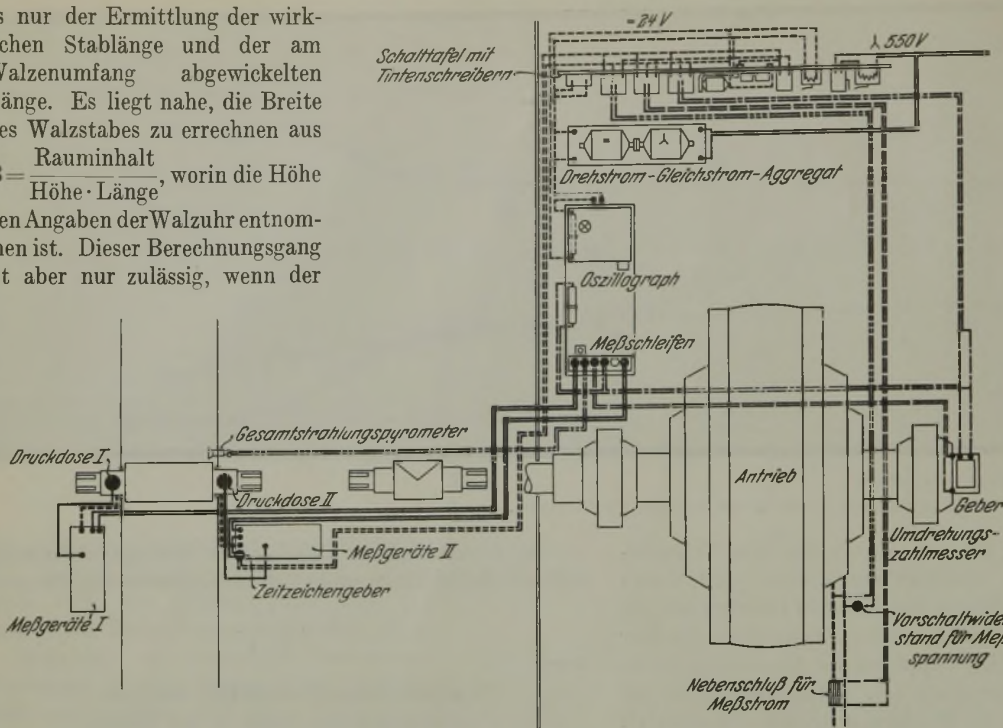 s nur der Ermittlung der wirk-
chen Stablänge und der am
Walzenumfang abgewickelten
änge. Es liegt nahe, die Breite
es Walzstabes zu errechnen aus
= Rauminhalt
Höhe · Länge, worin die Höhe
en Angaben der Walzuhr entnom-
en ist. Dieser Berechnungsgang
t aber nur zulässig, wenn der
= 24 V
⅄ 550 V
Schalttafel mit
Tintenschreibern
Drehstrom-Gleichstrom-Aggregat
Oszillograph
Meßschleifen
Gesamtstrahlungspyrometer
Druckdose I
Druckdose II
Antrieb
Geber
Umdrehungs-
zahlmesser
Meßgeräte II
Zeitzeichengeber
Meßgeräte I
Vorschaltwider
stand für Meß
spannung
Nebenschluß für
Meßstrom